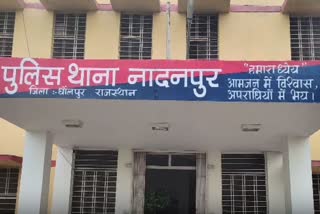 पुलिस थाना नादनपुर
जिला :- धौलपुर राजस्थान
"हमारा ध्येय"
आमजन में विश्वास,
अपराधियों में भय।